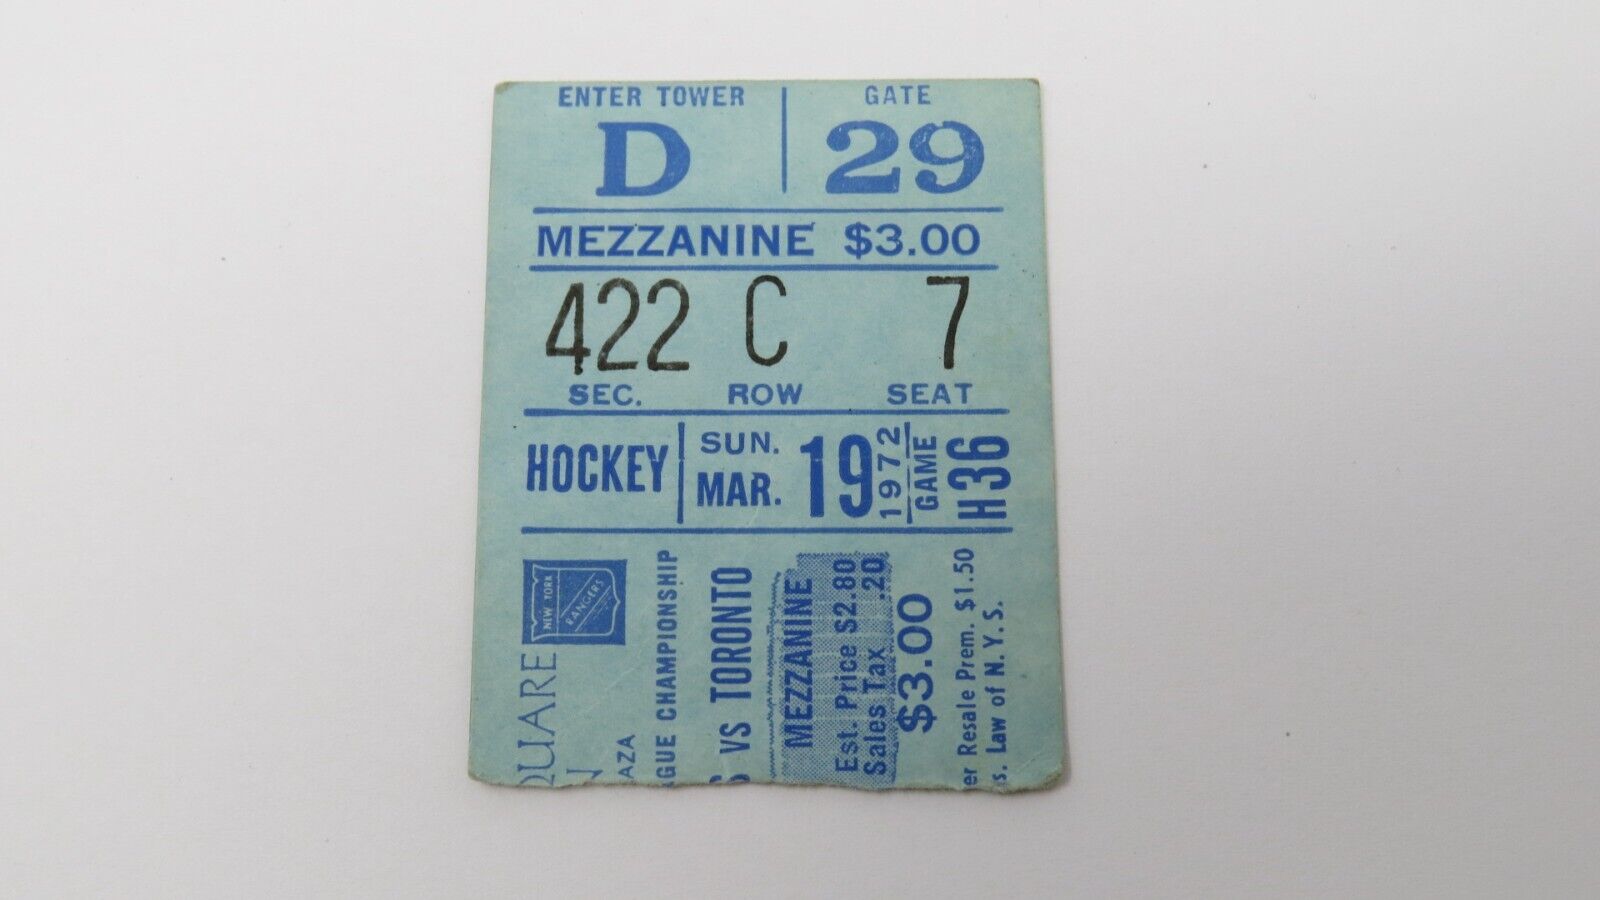 ENTER TOWER GATE
D 29
MEZZANINE $3.00
422 C 7
SEC. ROW SEAT
HOCKEY SUN. MAR. 19 1972 GAME H36
NEW YORK
RANGERS
QUARE
N
AZA
GUE CHAMPIONSHIP
S VS TORONTO
MEZZANINE
Est. Price $2.80
Sales Tax .20
$3.00
er Resale Prem. $1.50
s. Law of N.Y.S.